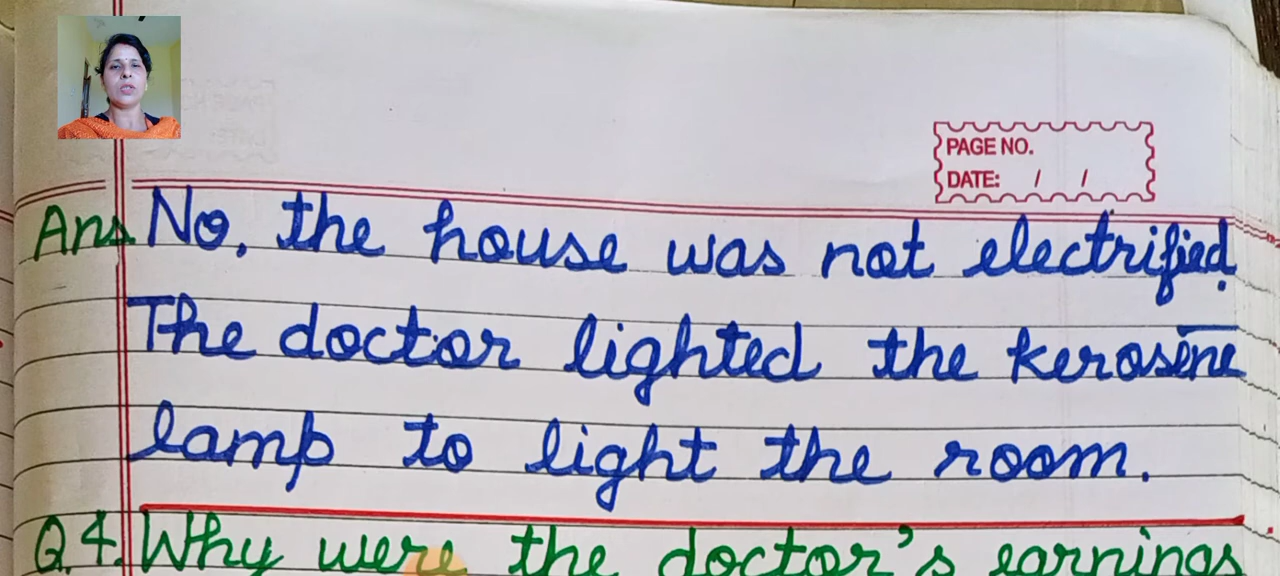 PAGE NO.
DATE: / /
Ans No, the house was not electrified.
The doctor lighted the kerosine
lamp to light the room.
Q.4. Why were the doctor's earnings